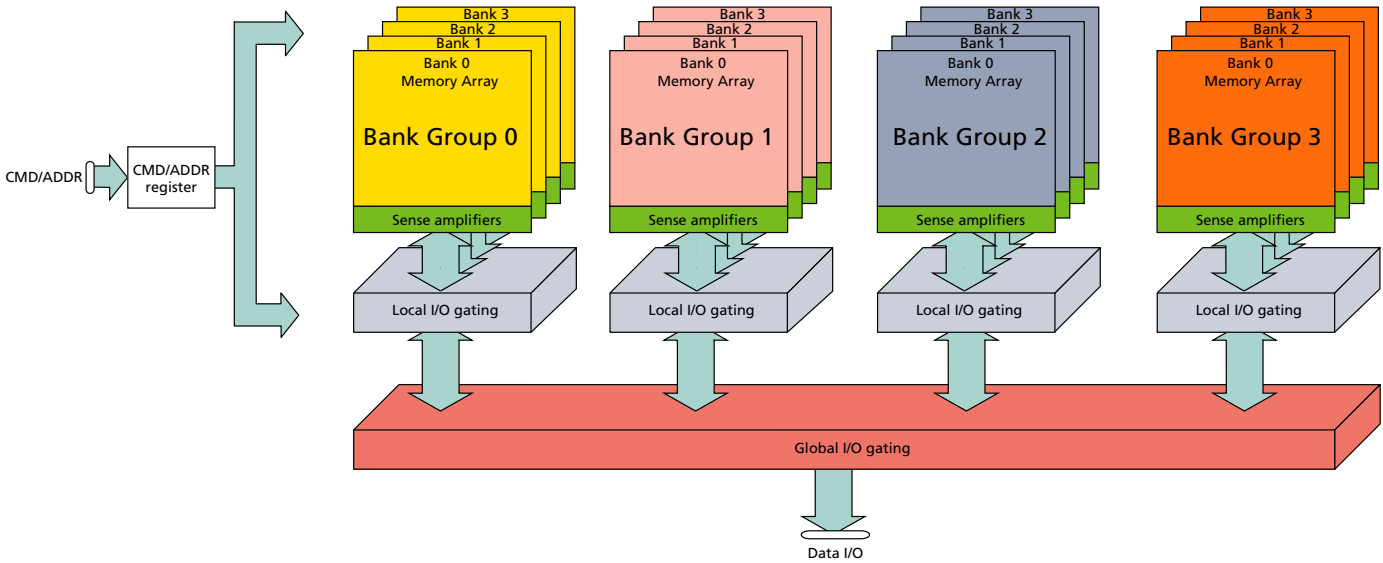 Bank 3
Bank 2
Bank 1
Bank 0
Memory Array
Bank Group 0
Sense amplifiers
Local I/O gating
Bank 3
Bank 2
Bank 1
Bank 0
Memory Array
Bank Group 1
Sense amplifiers
Local I/O gating
Bank 3
Bank 2
Bank 1
Bank 0
Memory Array
Bank Group 2
Sense amplifiers
Local I/O gating
Bank 3
Bank 2
Bank 1
Bank 0
Memory Array
Bank Group 3
Sense amplifiers
Local I/O gating
CMD/ADDR
CMD/ADDR
register
Global I/O gating
Data I/O